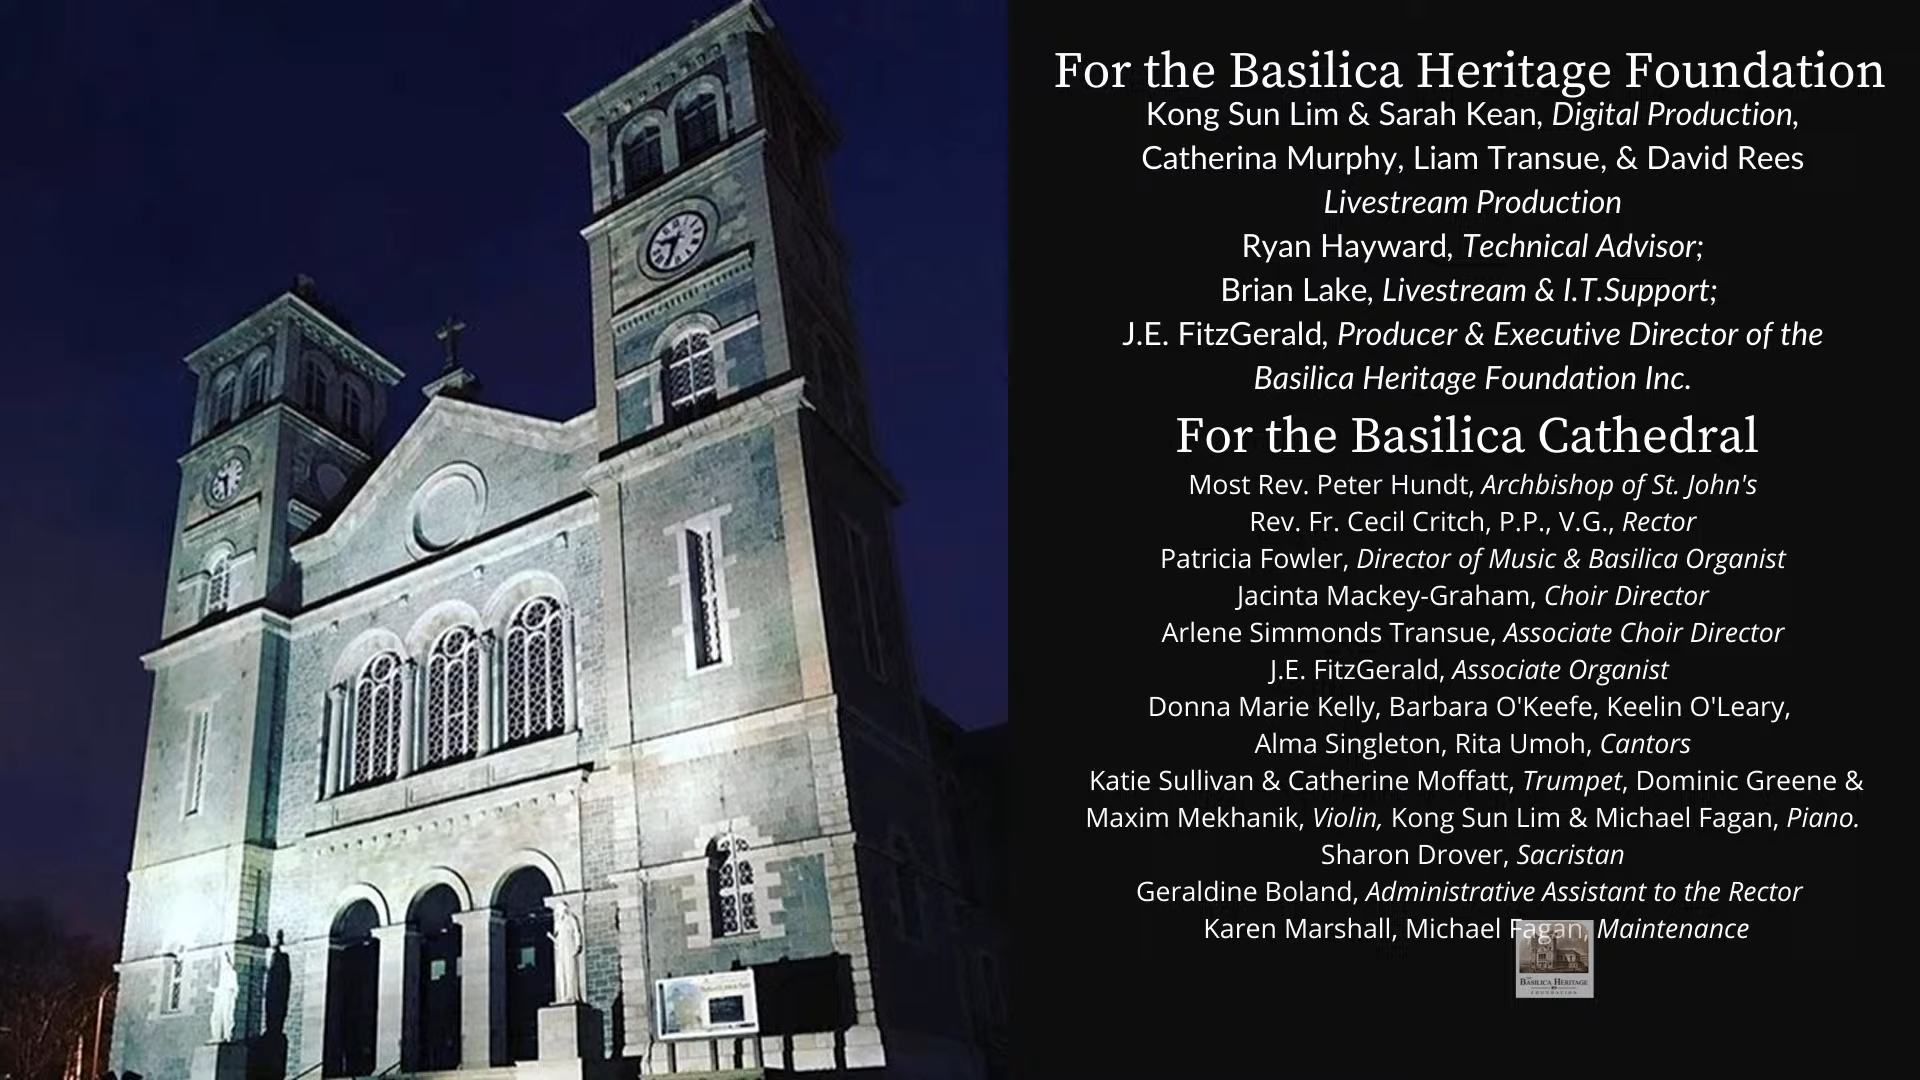 For the Basilica Heritage Foundation
Kong Sun Lim & Sarah Kean, Digital Production,
Catherina Murphy, Liam Transue, & David Rees
Livestream Production
Ryan Hayward, Technical Advisor;
Brian Lake, Livestream & I.T.Support;
J.E. FitzGerald, Producer & Executive Director of the
Basilica Heritage Foundation Inc.
For the Basilica Cathedral
Most Rev. Peter Hundt, Archbishop of St. John's
Rev. Fr. Cecil Critch, P.P., V.G., Rector
Patricia Fowler, Director of Music & Basilica Organist
Jacinta Mackey-Graham, Choir Director
Arlene Simmonds Transue, Associate Choir Director
J.E. FitzGerald, Associate Organist
Donna Marie Kelly, Barbara O'Keefe, Keelin O'Leary,
Alma Singleton, Rita Umoh, Cantors
Katie Sullivan & Catherine Moffatt, Trumpet, Dominic Greene &
Maxim Mekhanik, Violin, Kong Sun Lim & Michael Fagan, Piano.
Sharon Drover, Sacristan
Geraldine Boland, Administrative Assistant to the Rector
Karen Marshall, Michael Fagan, Maintenance
BASILICA HERITAGE
FOUNDATION